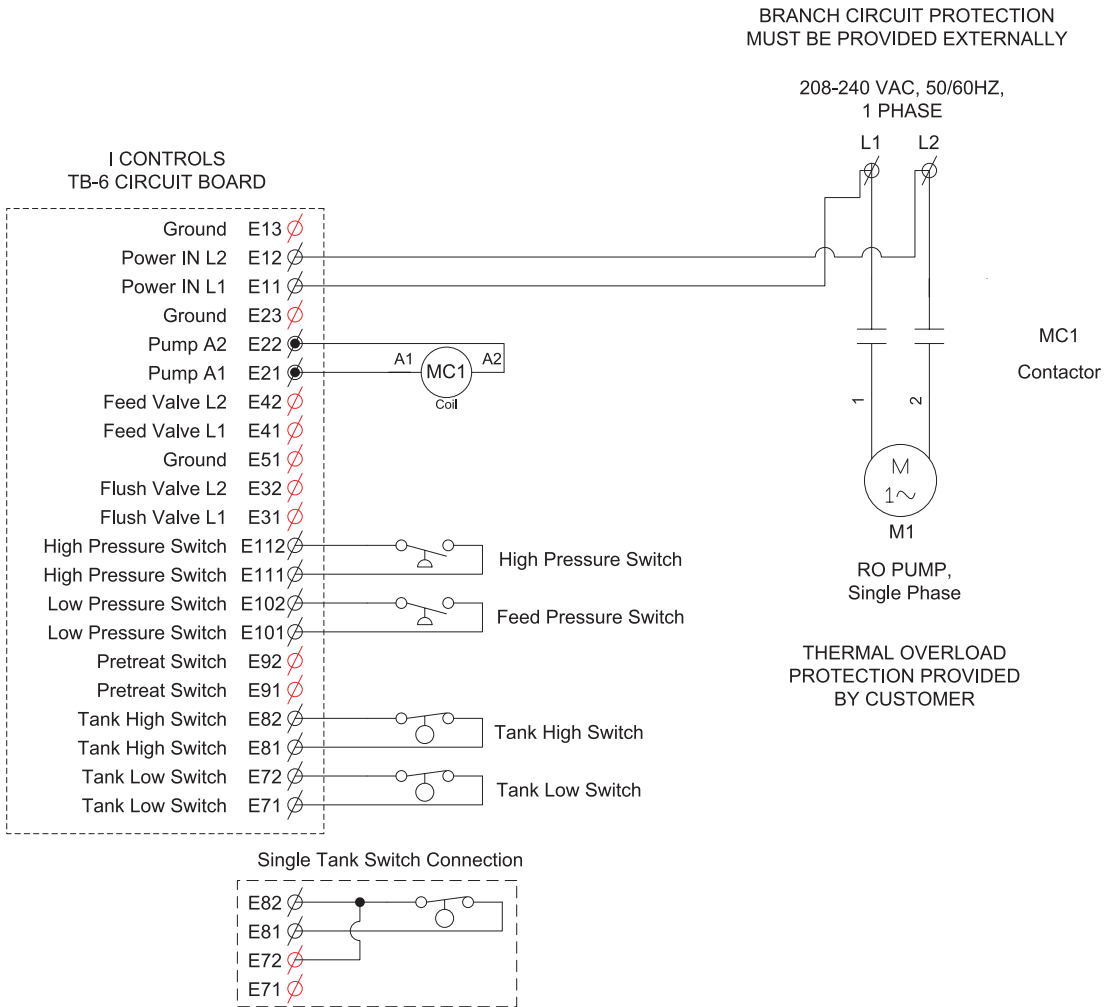 BRANCH CIRCUIT PROTECTION
MUST BE PROVIDED EXTERNALLY
208-240 VAC, 50/60HZ,
1 PHASE
L1 L2
I CONTROLS
TB-6 CIRCUIT BOARD
Ground E13
Power IN L2 E12
Power IN L1 E11
Ground E23
Pump A2 E22
Pump A1 E21
Feed Valve L2 E42
Feed Valve L1 E41
Ground E51
Flush Valve L2 E32
Flush Valve L1 E31
High Pressure Switch E112
High Pressure Switch E111
Low Pressure Switch E102
Low Pressure Switch E101
Pretreat Switch E92
Pretreat Switch E91
Tank High Switch E82
Tank High Switch E81
Tank Low Switch E72
Tank Low Switch E71
A1 MC1 A2
Coil
High Pressure Switch
Feed Pressure Switch
Tank High Switch
Tank Low Switch
MC1
Contactor
1 2
M
1~
M1
RO PUMP,
Single Phase
THERMAL OVERLOAD
PROTECTION PROVIDED
BY CUSTOMER
Single Tank Switch Connection
E82
E81
E72
E71